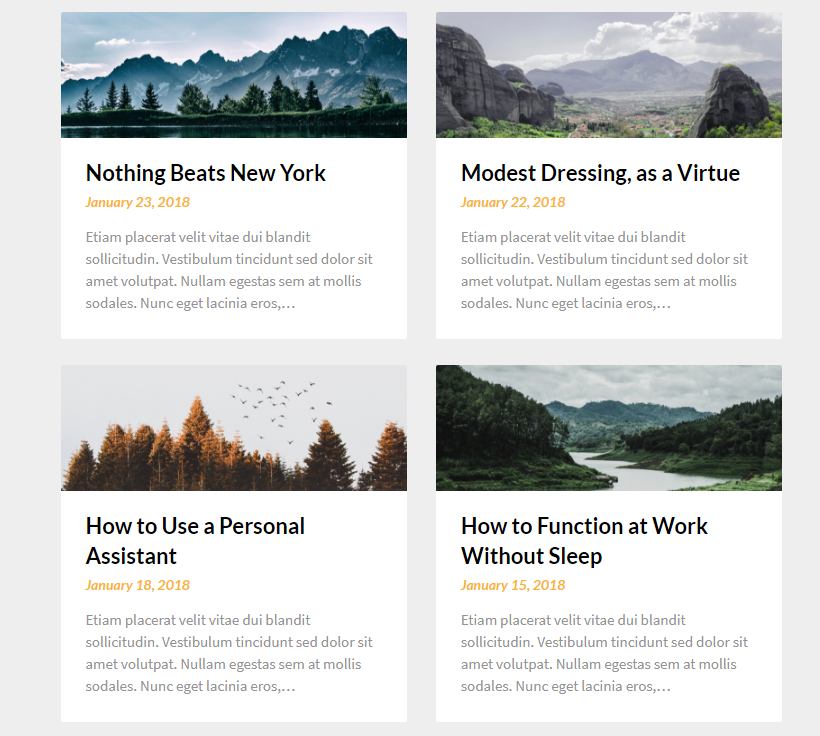 Nothing Beats New York
January 23, 2018
Etiam placerat velit vitae dui blandit
sollicitudin. Vestibulum tincidunt sed dolor sit
amet volutpat. Nullam egestas sem at mollis
sodales. Nunc eget lacinia eros,…
Modest Dressing, as a Virtue
January 22, 2018
Etiam placerat velit vitae dui blandit
sollicitudin. Vestibulum tincidunt sed dolor sit
amet volutpat. Nullam egestas sem at mollis
sodales. Nunc eget lacinia eros,…
How to Use a Personal
Assistant
January 18, 2018
Etiam placerat velit vitae dui blandit
sollicitudin. Vestibulum tincidunt sed dolor sit
amet volutpat. Nullam egestas sem at mollis
sodales. Nunc eget lacinia eros,…
How to Function at Work
Without Sleep
January 15, 2018
Etiam placerat velit vitae dui blandit
sollicitudin. Vestibulum tincidunt sed dolor sit
amet volutpat. Nullam egestas sem at mollis
sodales. Nunc eget lacinia eros,…